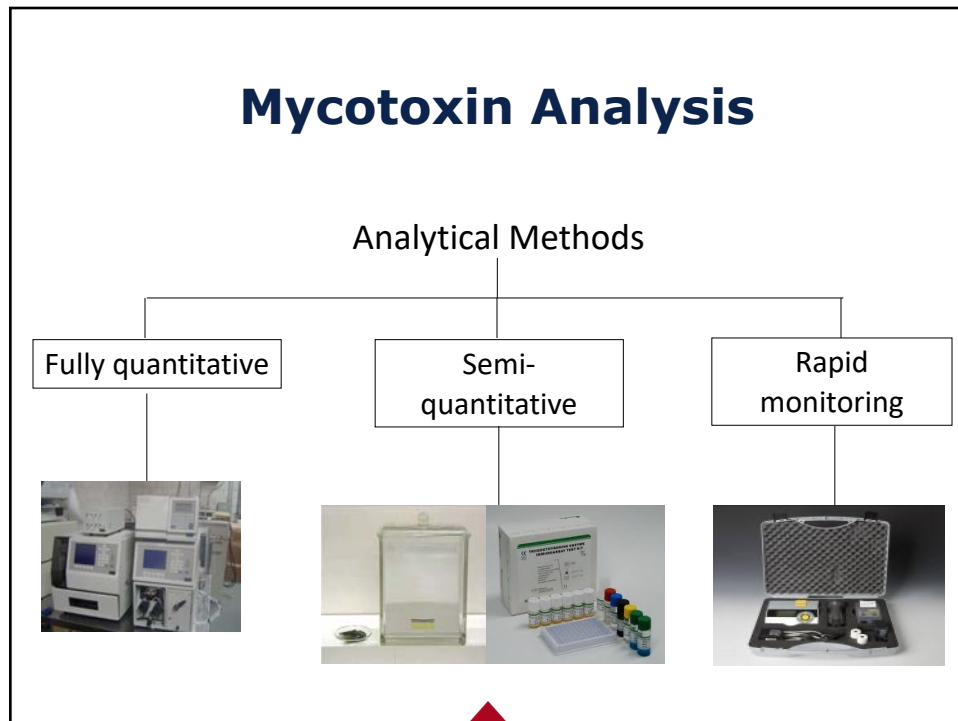 Mycotoxin Analysis
Analytical Methods
Fully quantitative
Semi-
quantitative
Rapid
monitoring